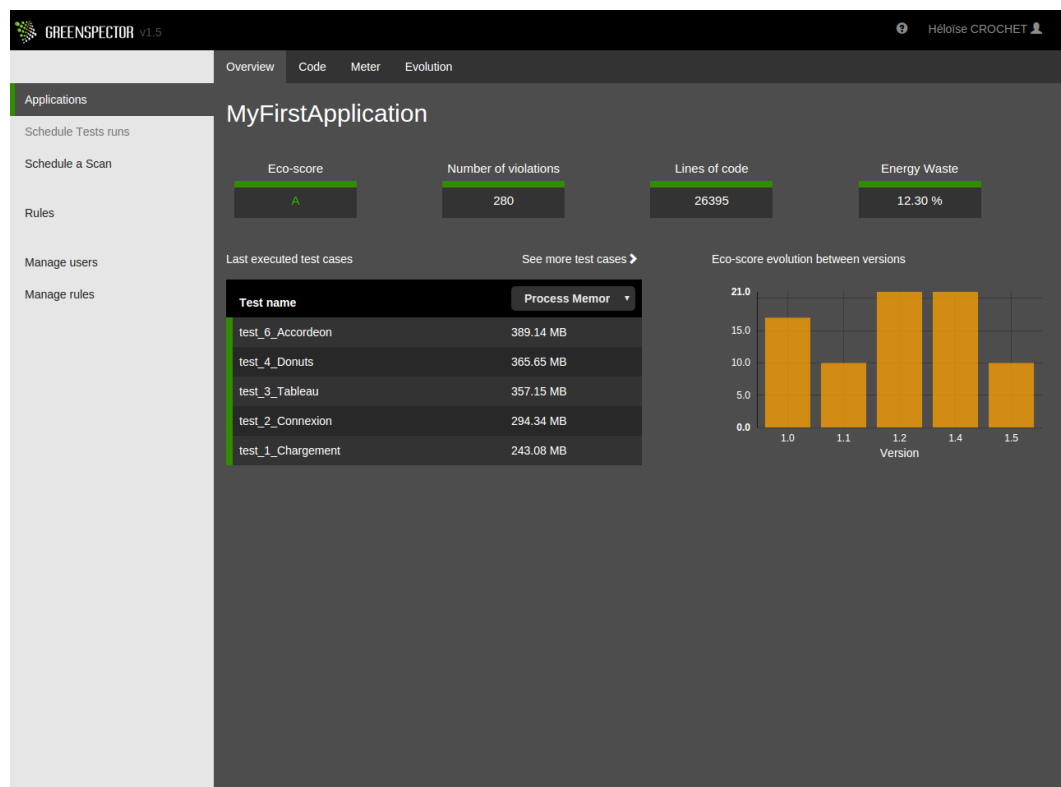 GREENSPECTOR v1.5
Héloïse CROCHET
Overview Code Meter Evolution
Applications
Schedule Tests runs
Schedule a Scan
Rules
Manage users
Manage rules
MyFirstApplication
Eco-score Number of violations Lines of code Energy Waste
A 280 26395 12.30 %
Last executed test cases See more test cases
Test name Process Memor
test_6_Accordeon 389.14 MB
test_4_Donuts 365.65 MB
test_3_Tableau 357.15 MB
test_2_Connexion 294.34 MB
test_1_Chargement 243.08 MB
Eco-score evolution between versions
21.0
15.0
10.0
5.0
0.0
1.0 1.1 1.2 1.4 1.5
Version